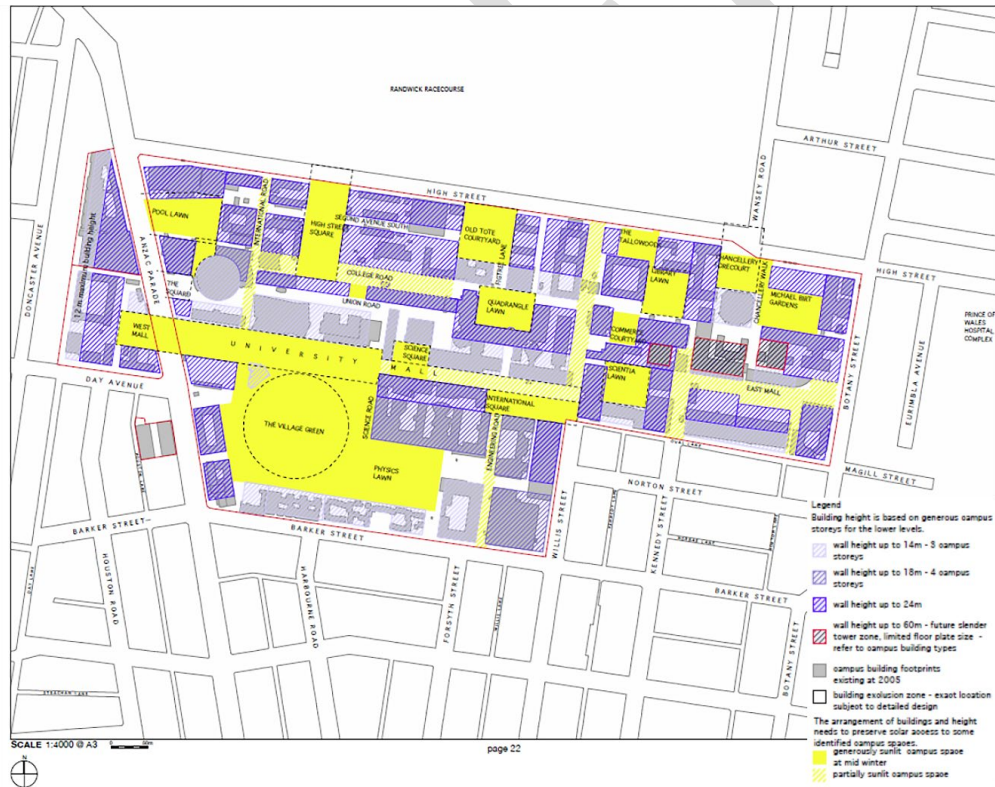 RANDWICK RACECOURSE
ARTHUR STREET
WANSEY ROAD
HIGH STREET
HIGH STREET
DONCASTER AVENUE
12 m maximum building height
ANZAC PARADE
POOL LAWN
INTERNATIONAL ROAD
HIGH STREET
SQUARE
SECOND AVENUE SOUTH
OLD TOTE
COURTYARD
FIGTREE LANE
THE
TALLOWOODS
LIBRARY
LAWN
CHANCELLERY
FORECOURT
CHANCELLERY WALK
MICHAEL BIRT
GARDENS
PRINCE OF
WALES
HOSPITAL
COMPLEX
THE
SQUARE
COLLEGE ROAD
UNION ROAD
QUADRANGLE
LAWN
WEST
MALL
UNIVERSITY
MALL
SCIENCE
SQUARE
COMMERCE
COURTYARD
SCIENTIA
LAWN
EAST MALL
BOTANY STREET
EURIMBLA AVENUE
DAY AVENUE
INTERNATIONAL
SQUARE
THE VILLAGE GREEN
SCIENCE ROAD
ENGINEERING ROAD
PHYSICS
LAWN
MAGILL STREET
NORTON STREET
BARKER STREET
BARKER STREET
WILLIS STREET
KENNEDY STREET
BARKER STREET
HOUSTON ROAD
HARBOURNE ROAD
FORSYTH STREET
BOTANY STREET
Legend
Building height is based on generous campus
storeys for the lower levels.
wall height up to 14m - 3 campus
storeys
wall height up to 18m - 4 campus
storeys
wall height up to 24m
wall height up to 60m - future slender
tower zone, limited floor plate size -
refer to campus building types
campus building footprints
existing at 2005
building exclusion zone - exact location
subject to detailed design
The arrangement of buildings and height
needs to preserve solar access to some
identified campus spaces.
generously sunlit campus space
at mid winter
partially sunlit campus space
SCALE 1:4000 @ A3
page 22
N